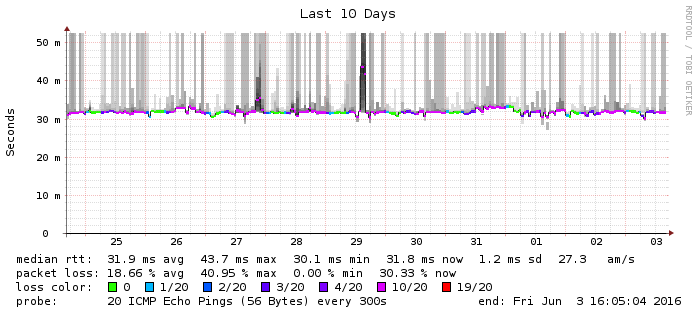 Last 10 Days
RRDTOOL / TOBI OETIKER
Seconds
50 m
40 m
30 m
20 m
10 m
0
25 26 27 28 29 30 31 01 02 03
median rtt: 31.9 ms avg 43.7 ms max 30.1 ms min 31.8 ms now 1.2 ms sd 27.3 am/s
packet loss: 18.66 % avg 40.95 % max 0.00 % min 30.33 % now
loss color: 0 1/20 2/20 3/20 4/20 10/20 19/20
probe: 20 ICMP Echo Pings (56 Bytes) every 300s end: Fri Jun 3 16:05:04 2016